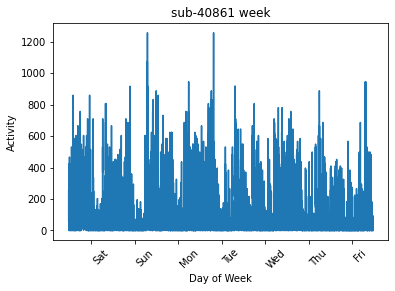 sub-40861 week
1200
1000
800
600
400
200
0
Activity
Sat
Sun
Mon
Tue
Wed
Thu
Fri
Day of Week